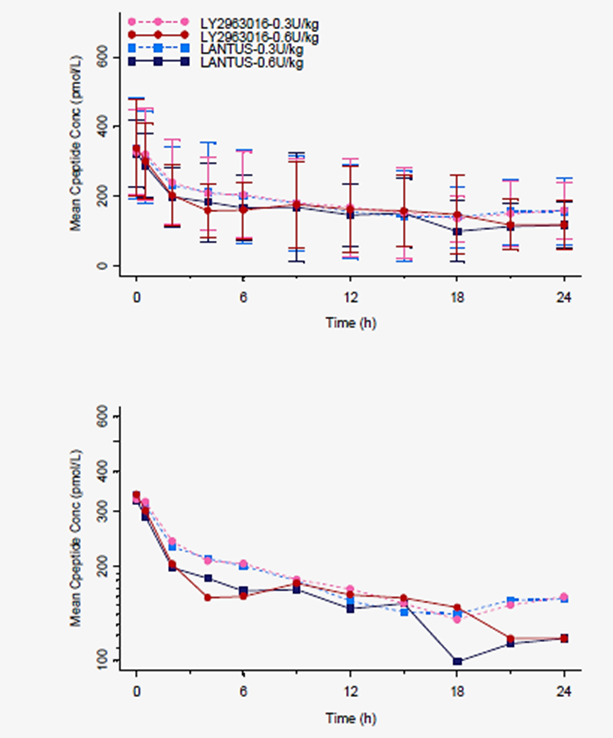 LY2963016-0.3U/kg
LY2963016-0.6U/kg
LANTUS-0.3U/kg
LANTUS-0.6U/kg
Mean Cpeptide Conc (pmol/L)
600
400
200
0
0 6 12 18 24
Time (h)
Mean Cpeptide Conc (pmol/L)
600
400
300
200
100
0 6 12 18 24
Time (h)